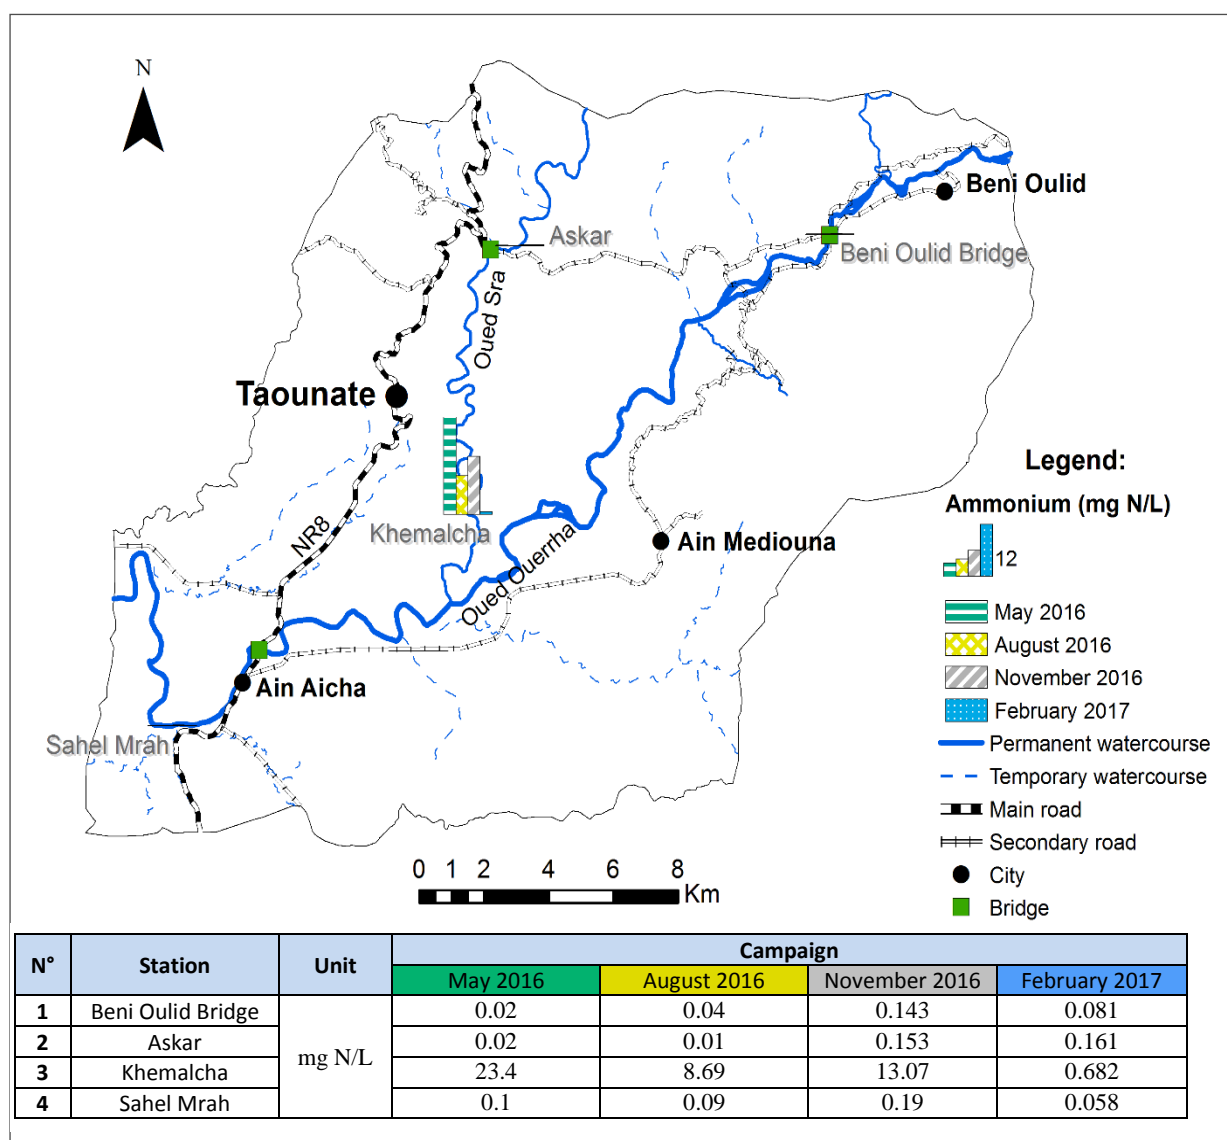 N
Beni Oulid
Askar
Beni Oulid Bridge
Oued Sra
Taounate
Legend:
Ammonium (mg N/L)
12
NR8
Khemalcha
Ain Mediouna
Oued Ouerrha
May 2016
August 2016
November 2016
February 2017
Ain Aicha
Sahel Mrah
Permanent watercourse
Temporary watercourse
Main road
Secondary road
City
Bridge
0 1 2 4 6 8
Km
N° Station Unit Campaign
May 2016 August 2016 November 2016 February 2017
1 Beni Oulid Bridge mg N/L 0.02 0.04 0.143 0.081
2 Askar 0.02 0.01 0.153 0.161
3 Khemalcha 23.4 8.69 13.07 0.682
4 Sahel Mrah 0.1 0.09 0.19 0.058